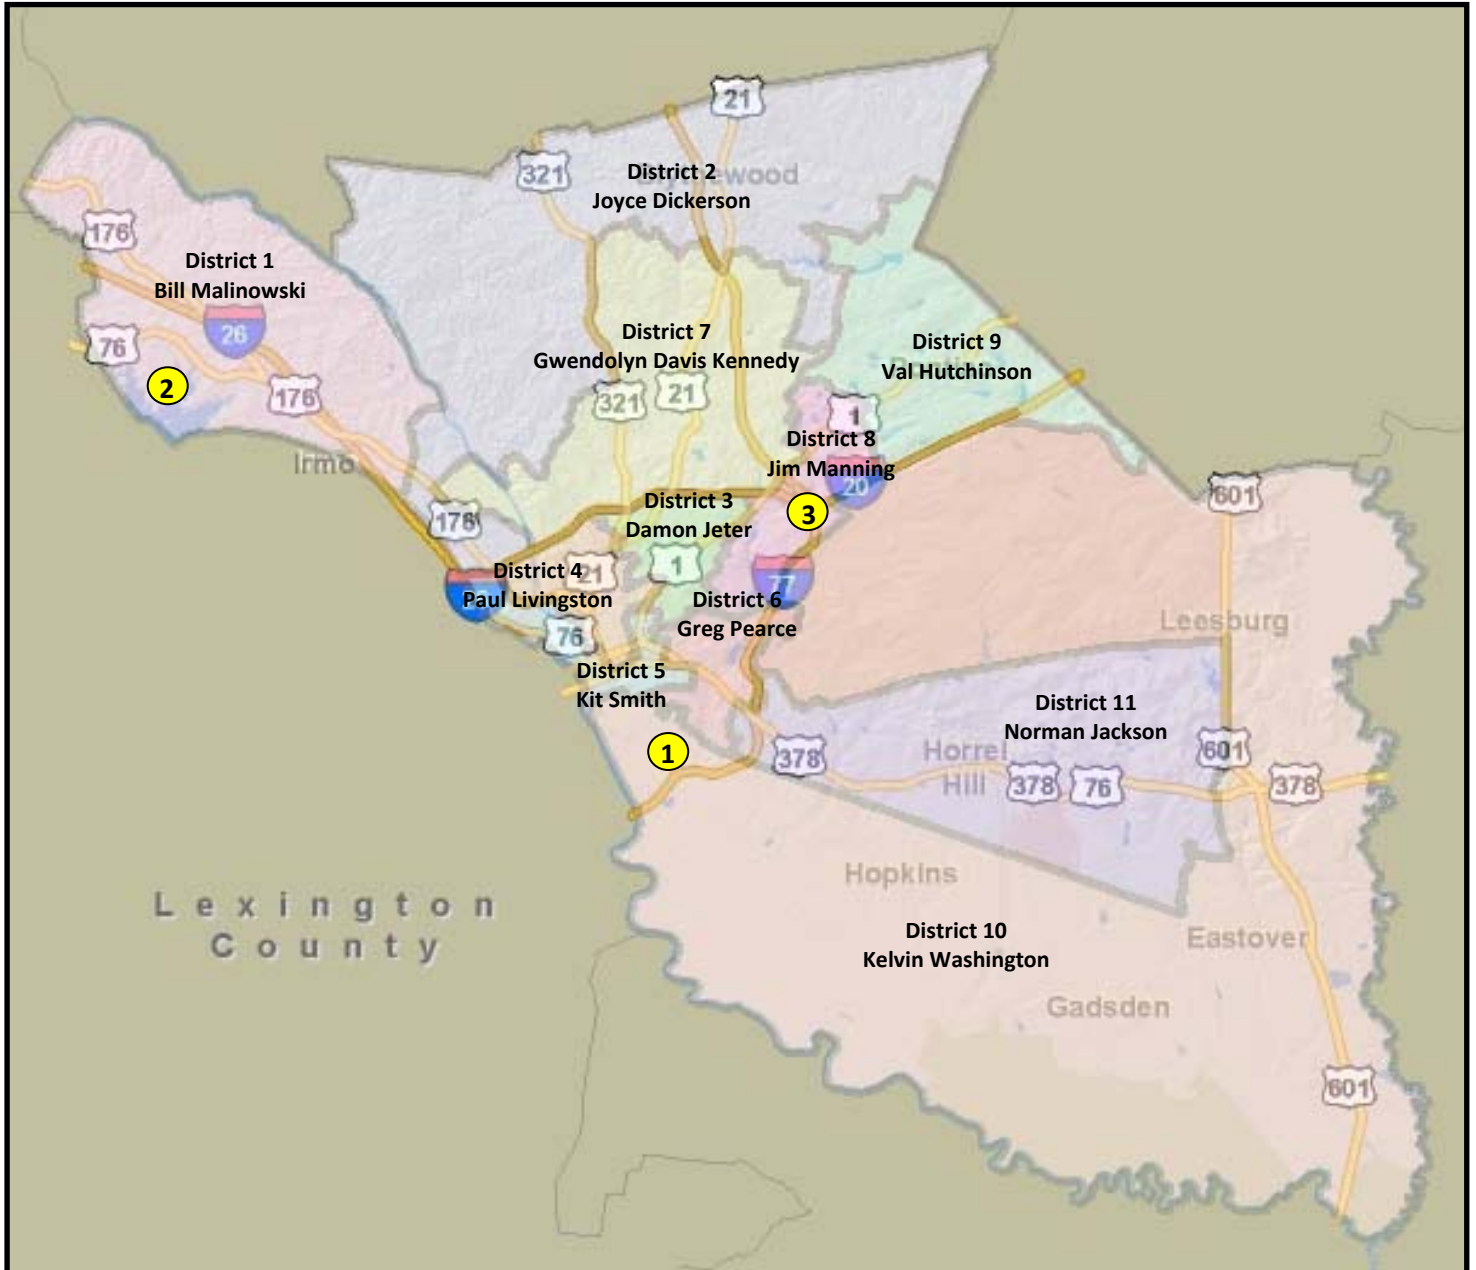 21
321
District 2
Joyce Dickerson
176
District 1
Bill Malinowski
26
76
2
176
Irmo
District 7
Gwendolyn Davis Kennedy
321
21
District 9
Val Hutchinson
1
District 8
Jim Manning
20
3
601
176
District 3
Damon Jeter
1
77
District 4
Paul Livingston
21
District 6
Greg Pearce
76
Leesburg
District 5
Kit Smith
District 11
Norman Jackson
1
378
Horrel
Hill
378
76
601
378
Hopkins
Lexington
County
District 10
Kelvin Washington
Eastover
Gadsden
601